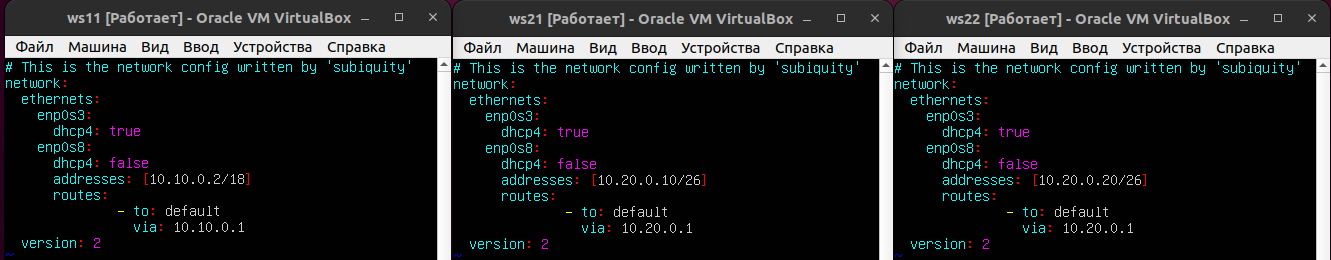 ws11 [Работает] - Oracle VM VirtualBox
Файл Машина Вид Ввод Устройства Справка
# This is the network config written by 'subiquity'
network:
  ethernets:
    enp0s3:
      dhcp4: true
    enp0s8:
      dhcp4: false
      addresses: [10.10.0.2/18]
      routes:
              - to: default
                via: 10.10.0.1
  version: 2
~
ws21 [Работает] - Oracle VM VirtualBox
Файл Машина Вид Ввод Устройства Справка
# This is the network config written by 'subiquity'
network:
  ethernets:
    enp0s3:
      dhcp4: true
    enp0s8:
      dhcp4: false
      addresses: [10.20.0.10/26]
      routes:
              - to: default
                via: 10.20.0.1
  version: 2
~
ws22 [Работает] - Oracle VM VirtualBox
Файл Машина Вид Ввод Устройства Справка
# This is the network config written by 'subiquity'
network:
  ethernets:
    enp0s3:
      dhcp4: true
    enp0s8:
      dhcp4: false
      addresses: [10.20.0.20/26]
      routes:
              - to: default
                via: 10.20.0.1
  version: 2
~